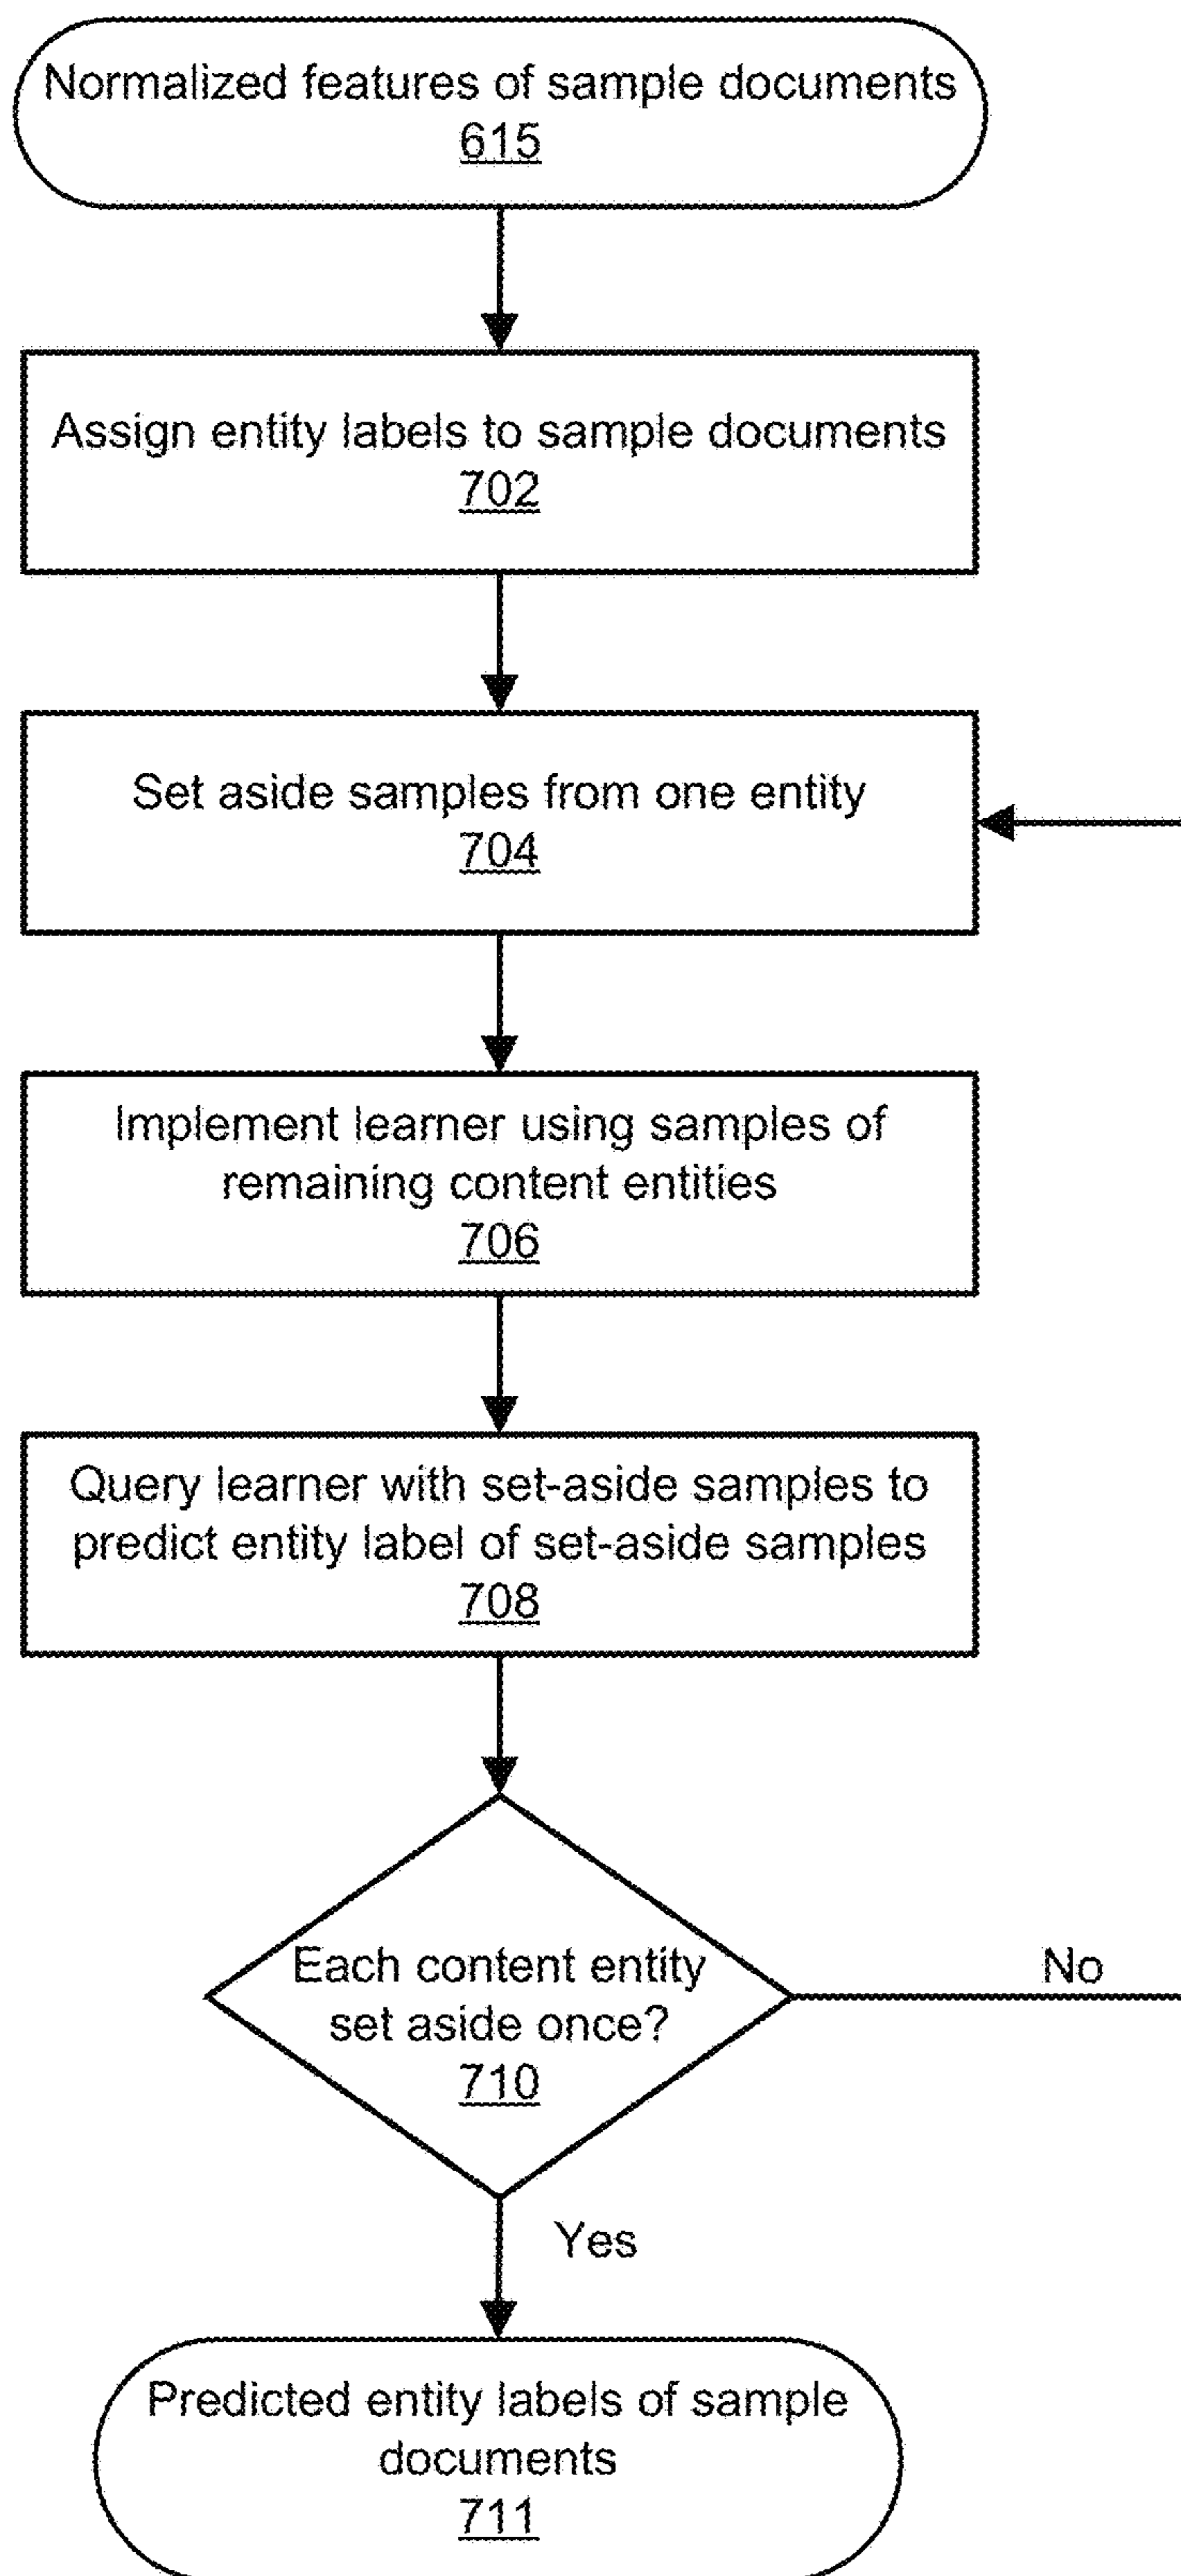 Normalized features of sample documents
615
Assign entity labels to sample documents
702
Set aside samples from one entity
704
Implement learner using samples of
remaining content entities
706
Query learner with set-aside samples to
predict entity label of set-aside samples
708
Each content entity
set aside once?
710
No
Yes
Predicted entity labels of sample
documents
711